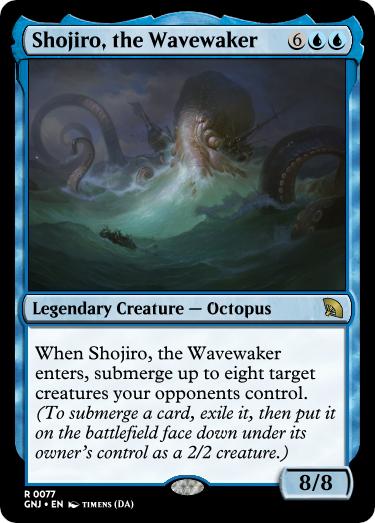 Shojiro, the Wavewaker 6
Legendary Creature — Octopus
When Shojiro, the Wavewaker
enters, submerge up to eight target
creatures your opponents control.
(To submerge a card, exile it, then put it
on the battlefield face down under its
owner's control as a 2/2 creature.)
8/8
R 0077
GNJ • EN TIMENS (DA)